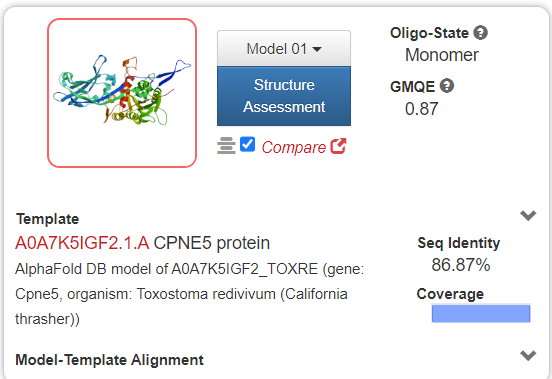 Model 01
Structure
Assessment
Compare
Oligo-State
Monomer
GMQE
0.87
Template
A0A7K5IGF2.1.A CPNE5 protein
AlphaFold DB model of A0A7K5IGF2_TOXRE (gene:
Cpne5, organism: Toxostoma redivivum (California
thrasher))
Seq Identity
86.87%
Coverage
Model-Template Alignment